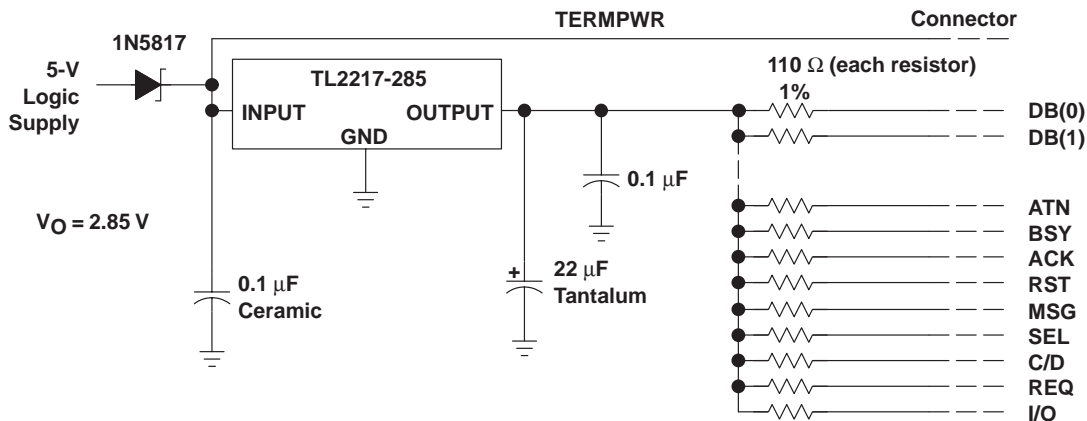 TERMPWR
Connector
1N5817
5-V
Logic
Supply
TL2217-285
INPUT
OUTPUT
GND
110 Ω (each resistor)
1%
DB(0)
DB(1)
0.1 μF
VO = 2.85 V
ATN
BSY
ACK
RST
MSG
SEL
C/D
REQ
I/O
0.1 μF
Ceramic
+
22 μF
Tantalum